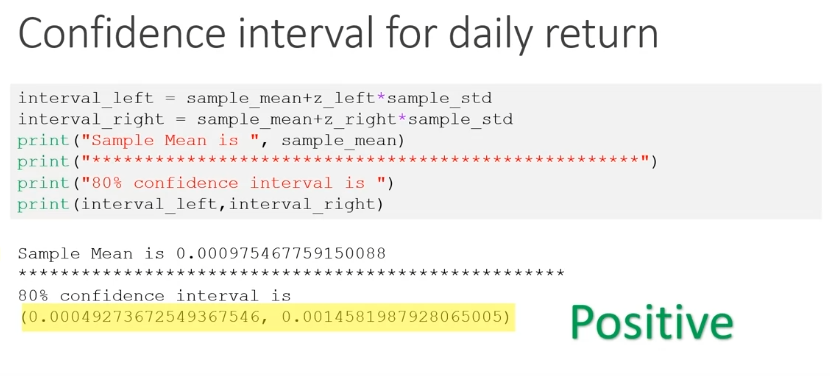 Confidence interval for daily return
interval_left = sample_mean+z_left*sample_std
interval_right = sample_mean+z_right*sample_std
print("Sample Mean is ", sample_mean)
print("****************************************************")
print("80% confidence interval is ")
print(interval_left,interval_right)
Sample Mean is 0.000975467759150088
****************************************************
80% confidence interval is
(0.00049273672549367546, 0.0014581987928065005)
Positive